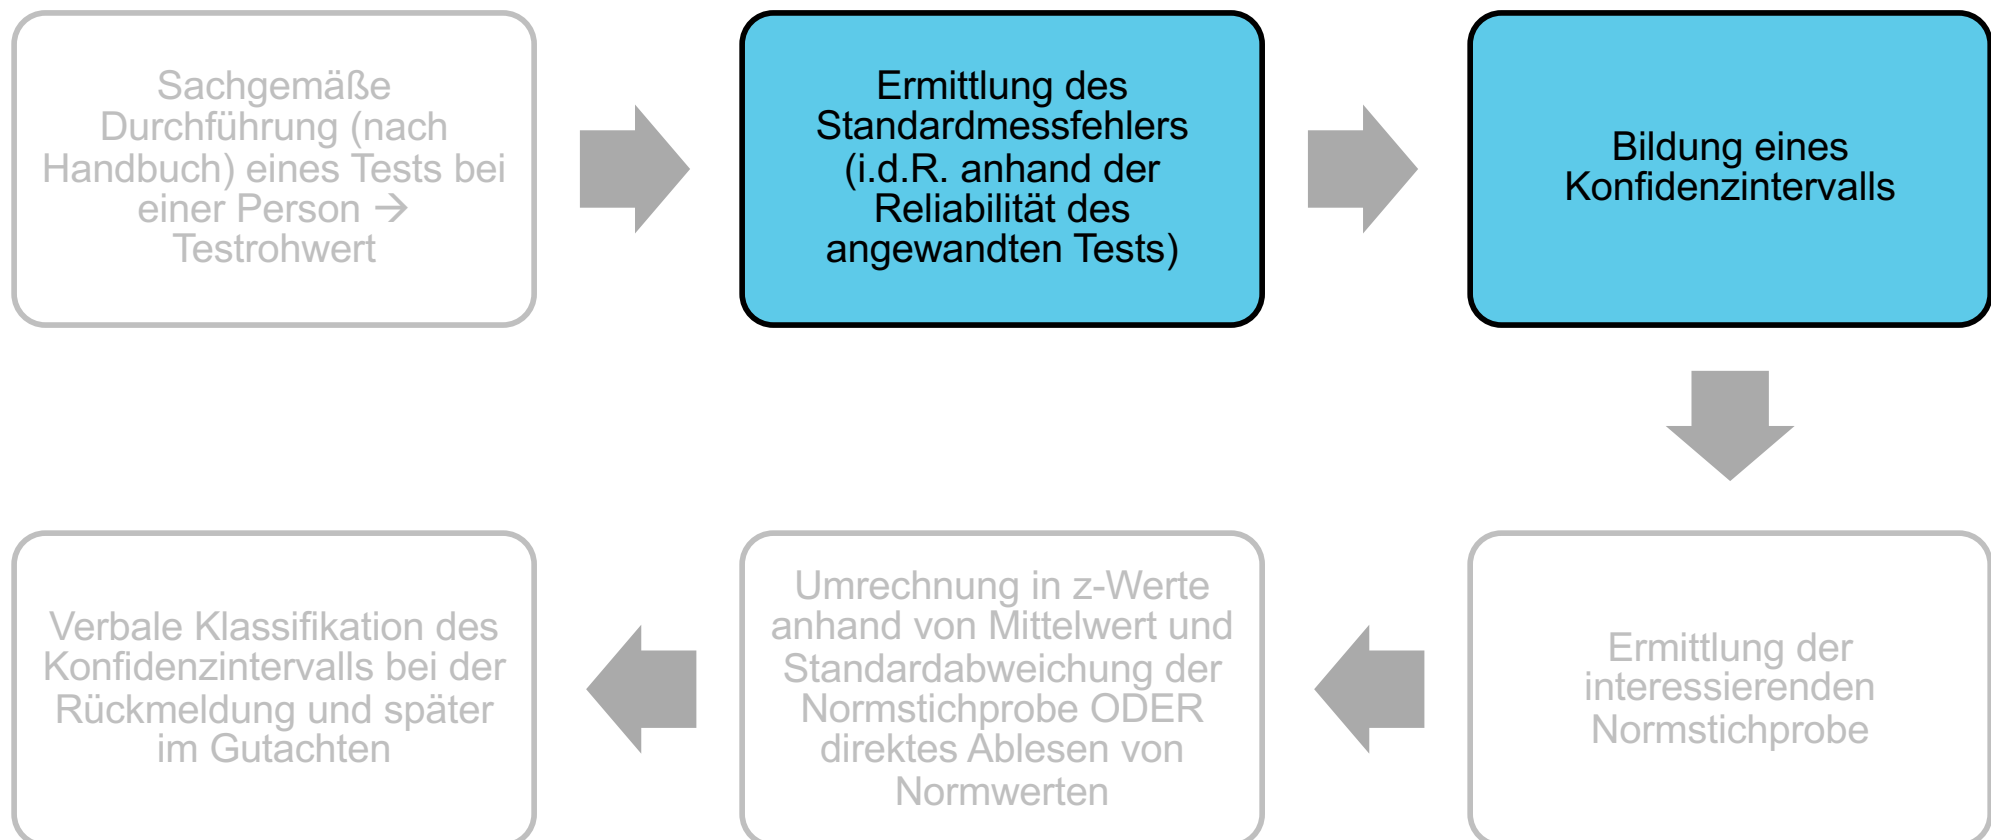 Sachgemäße
Durchführung (nach
Handbuch) eines Tests bei
einer Person →
Testrohwert
Ermittlung des
Standardmessfehlers
(i.d.R. anhand der
Reliabilität des
angewandten Tests)
Bildung eines
Konfidenzintervalls
Ermittlung der
interessierenden
Normstichprobe
Umrechnung in z-Werte
anhand von Mittelwert und
Standardabweichung der
Normstichprobe ODER
direktes Ablesen von
Normwerten
Verbale Klassifikation des
Konfidenzintervalls bei der
Rückmeldung und später
im Gutachten